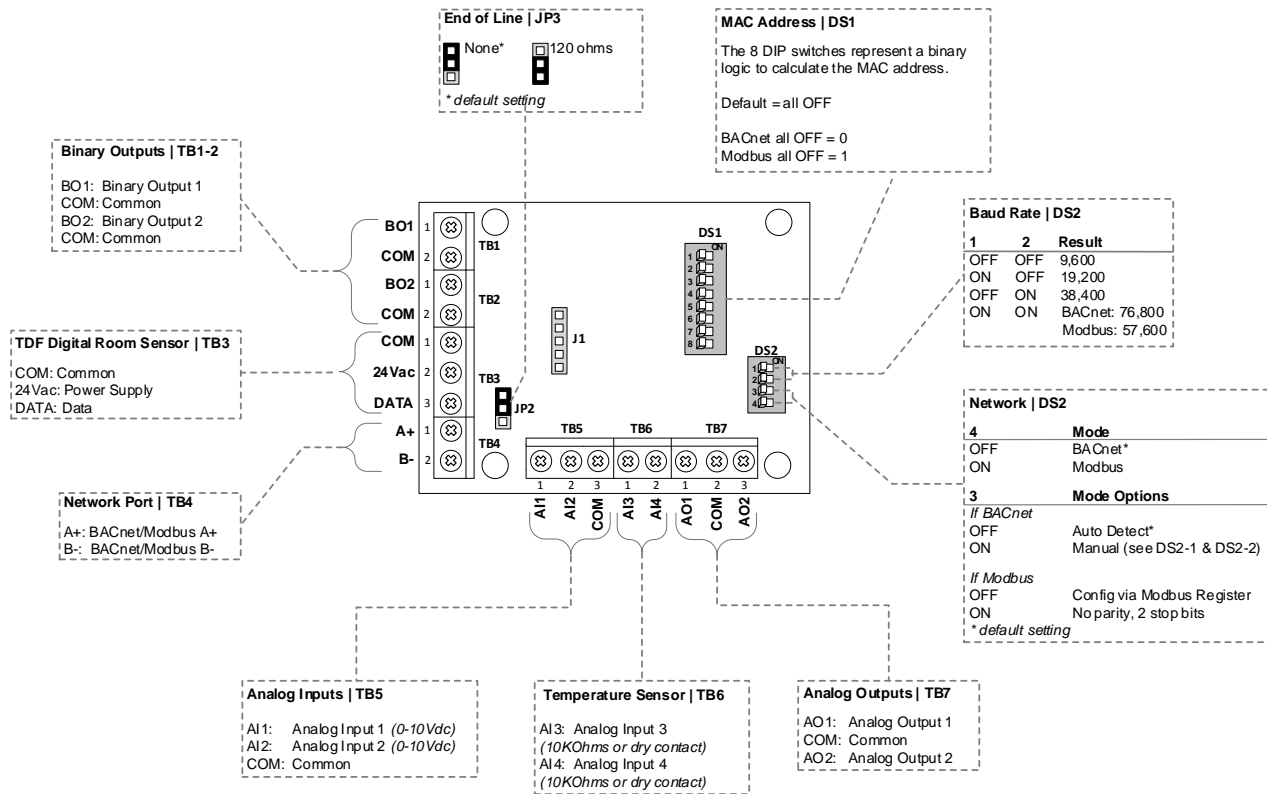 End of Line | JP3
None*
120 ohms
* default setting
MAC Address | DS1
The 8 DIP switches represent a binary
logic to calculate the MAC address.
Default = all OFF
BACnet all OFF = 0
Modbus all OFF = 1
Binary Outputs | TB1-2
BO1: Binary Output 1
COM: Common
BO2: Binary Output 2
COM: Common
TDF Digital Room Sensor | TB3
COM: Common
24Vac: Power Supply
DATA: Data
Network Port | TB4
A+: BACnet/Modbus A+
B-: BACnet/Modbus B-
BO1 1
COM 2
TB1
BO2 1
COM 2
TB2
COM 1
24Vac 2
DATA 3
TB3
A+ 1
B- 2
TB4
J1
JP2
DS1
ON
1
2
3
4
5
6
7
8
DS2
ON
1
2
3
4
TB5 TB6 TB7
1 2 3 1 2 1 2 3
AI1 AI2 COM AI3 AI4 AO1 COM AO2
Baud Rate | DS2
1 2 Result
OFF OFF 9,600
ON OFF 19,200
OFF ON 38,400
ON ON BACnet: 76,800
Modbus: 57,600
Network | DS2
4 Mode
OFF BACnet*
ON Modbus
3 Mode Options
If BACnet
OFF Auto Detect*
ON Manual (see DS2-1 & DS2-2)
If Modbus
OFF Config via Modbus Register
ON No parity, 2 stop bits
* default setting
Analog Inputs | TB5
AI1: Analog Input 1 (0-10Vdc)
AI2: Analog Input 2 (0-10Vdc)
COM: Common
Temperature Sensor | TB6
AI3: Analog Input 3
(10KOhms or dry contact)
AI4: Analog Input 4
(10KOhms or dry contact)
Analog Outputs | TB7
AO1: Analog Output 1
COM: Common
AO2: Analog Output 2